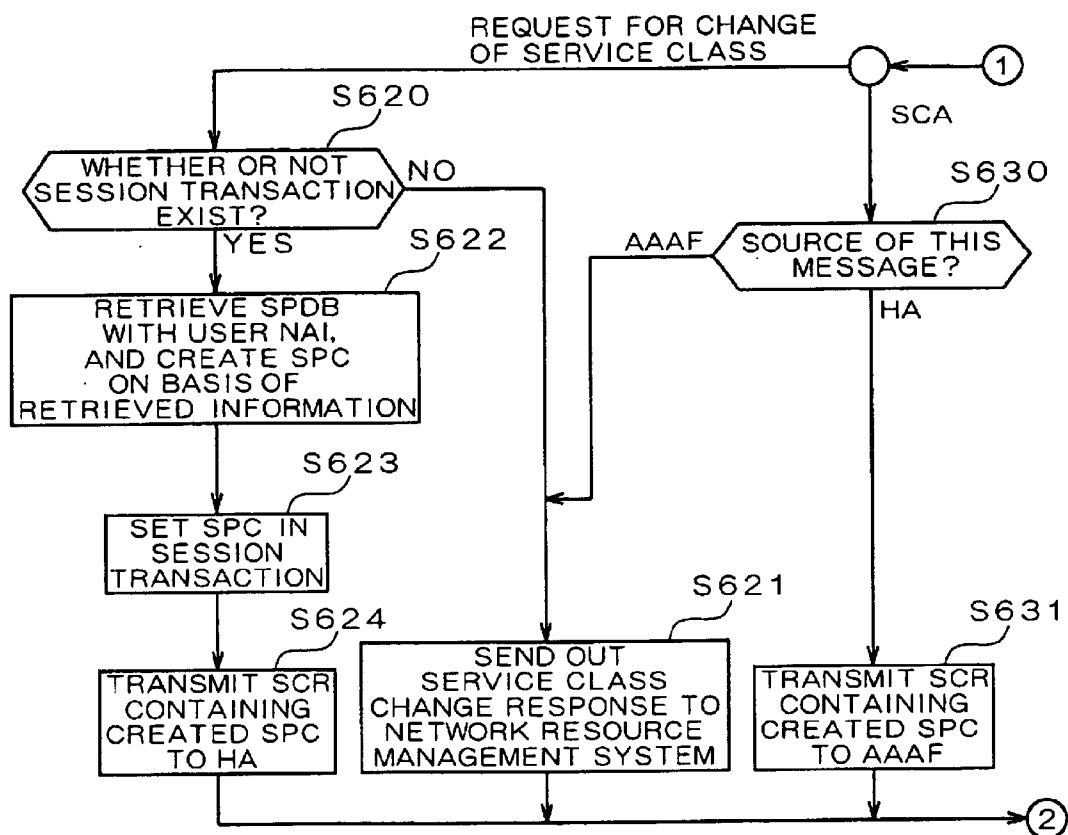 REQUEST FOR CHANGE
OF SERVICE CLASS
1
SCA
S620
WHETHER OR NOT
SESSION TRANSACTION
EXIST?
NO
YES
S630
SOURCE OF THIS
MESSAGE?
AAAF
HA
S622
RETRIEVE SPDB
WITH USER NAI,
AND CREATE SPC
ON BASIS OF
RETRIEVED INFORMATION
S623
SET SPC IN
SESSION
TRANSACTION
S624
TRANSMIT SCR
CONTAINING
CREATED SPC
TO HA
S621
SEND OUT
SERVICE CLASS
CHANGE RESPONSE TO
NETWORK RESOURCE
MANAGEMENT SYSTEM
S631
TRANSMIT SCR
CONTAINING
CREATED SPC
TO AAAF
2